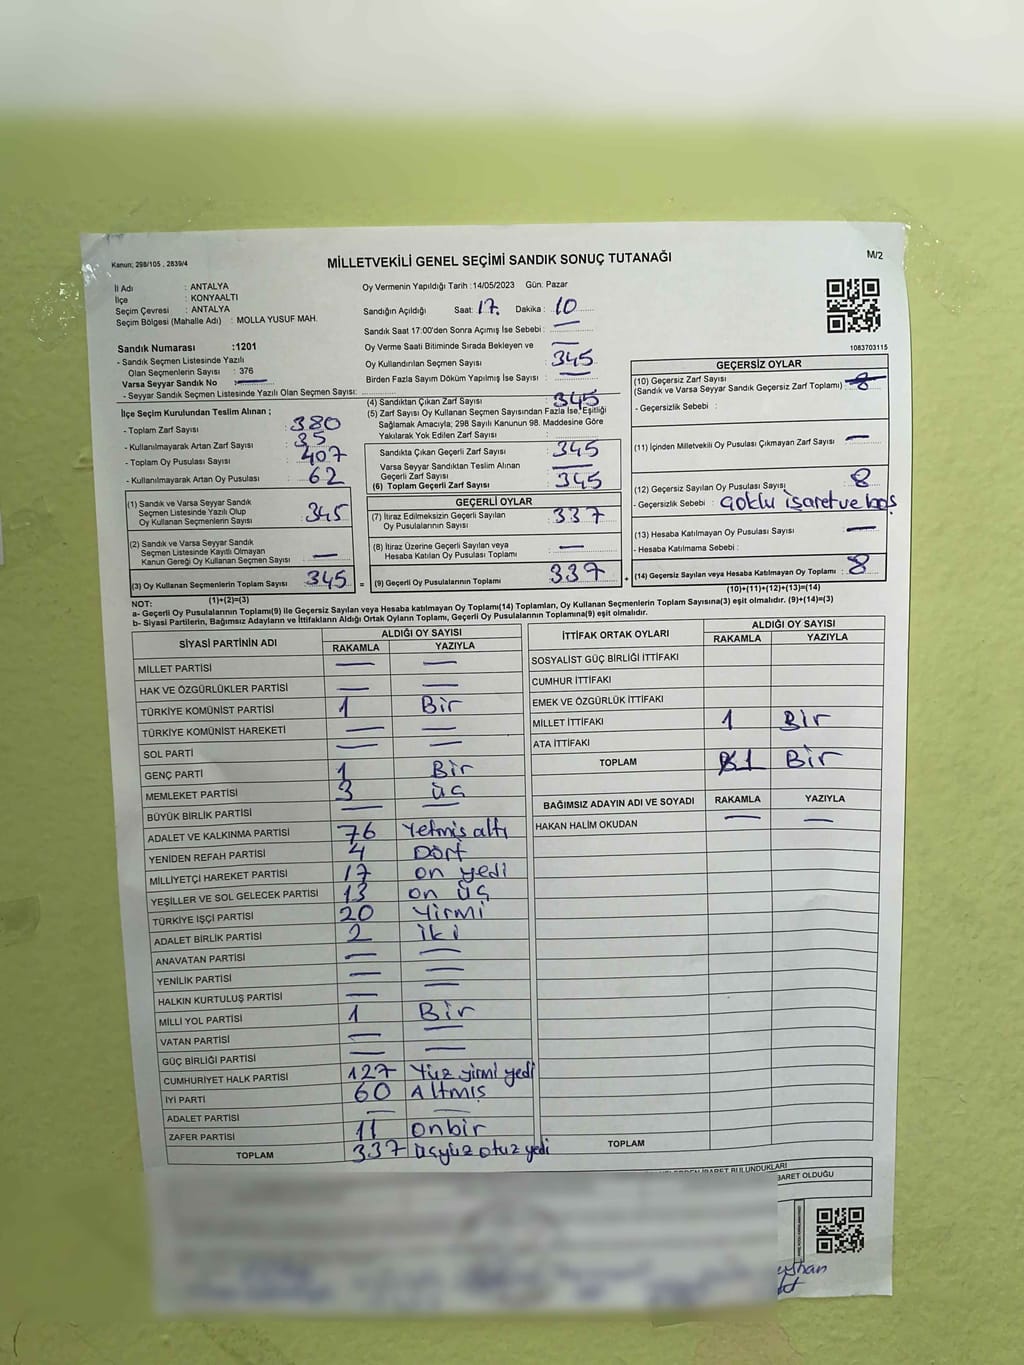 Kanun; 298/105 , 2839/4
MİLLETVEKİLİ GENEL SEÇİMİ SANDIK SONUÇ TUTANAĞI
M/2
İl Adı : ANTALYA
İlçe : KONYAALTI
Seçim Çevresi : ANTALYA
Seçim Bölgesi (Mahalle Adı) : MOLLA YUSUF MAH.
Oy Vermenin Yapıldığı Tarih :14/05/2023 Gün: Pazar
Sandığın Açıldığı Saat: 17. Dakika: 10
Sandık Saat 17:00'den Sonra Açımış İse Sebebi : —
Oy Verme Saati Bitiminde Sırada Bekleyen ve —
Oy Kullandırılan Seçmen Sayısı : 345
Birden Fazla Sayım Döküm Yapılmış İse Sayısı : —
1083703115
Sandık Numarası :1201
- Sandık Seçmen Listesinde Yazılı
Olan Seçmenlerin Sayısı : 376
Varsa Seyyar Sandık No : —
- Seyyar Sandık Seçmen Listesinde Yazılı Olan Seçmen Sayısı:
İlçe Seçim Kurulundan Teslim Alınan ;
- Toplam Zarf Sayısı : 380
- Kullanılmayarak Artan Zarf Sayısı : 35
- Toplam Oy Pusulası Sayısı : 407
- Kullanılmayarak Artan Oy Pusulası : 62
(1) Sandık ve Varsa Seyyar Sandık
Seçmen Listesinde Yazılı Olup
Oy Kullanan Seçmenlerin Sayısı : 345
(2) Sandık ve Varsa Seyyar Sandık
Seçmen Listesinde Kayıtlı Olmayan
Kanun Gereği Oy Kullanan Seçmen Sayısı : —
(3) Oy Kullanan Seçmenlerin Toplam Sayısı : 345 =
(1)+(2)=(3)
(4) Sandıktan Çıkan Zarf Sayısı : 345
(5) Zarf Sayısı Oy Kullanan Seçmen Sayısından Fazla İse, Eşitliği
Sağlamak Amacıyla; 298 Sayılı Kanunun 98. Maddesine Göre
Yakılarak Yok Edilen Zarf Sayısı :
Sandıkta Çıkan Geçerli Zarf Sayısı : 345
Varsa Seyyar Sandıktan Teslim Alınan
Geçerli Zarf Sayısı : —
(6) Toplam Geçerli Zarf Sayısı : 345
GEÇERLİ OYLAR
(7) İtiraz Edilmeksizin Geçerli Sayılan
Oy Pusulalarının Sayısı : 337
(8) İtiraz Üzerine Geçerli Sayılan veya
Hesaba Katılan Oy Pusulası Toplamı : —
(9) Geçerli Oy Pusulalarının Toplamı : 337 +
GEÇERSİZ OYLAR
(10) Geçersiz Zarf Sayısı
(Sandık ve Varsa Seyyar Sandık Geçersiz Zarf Toplamı) : 8
- Geçersizlik Sebebi :
(11) İçinden Milletvekili Oy Pusulası Çıkmayan Zarf Sayısı : —
(12) Geçersiz Sayılan Oy Pusulası Sayısı : 8
- Geçersizlik Sebebi : Çoklu işaret ve boş
(13) Hesaba Katılmayan Oy Pusulası Sayısı : —
- Hesaba Katılmama Sebebi :
(14) Geçersiz Sayılan veya Hesaba Katılmayan Oy Toplamı : 8
(10)+(11)+(12)+(13)=(14)
NOT:
a- Geçerli Oy Pusulalarının Toplamı(9) ile Geçersiz Sayılan veya Hesaba katılmayan Oy Toplamı(14) Toplamları, Oy Kullanan Seçmenlerin Toplam Sayısına(3) eşit olmalıdır. (9)+(14)=(3)
b- Siyasi Partilerin, Bağımsız Adayların ve İttifakların Aldığı Ortak Oyların Toplamı, Geçerli Oy Pusulalarının Toplamına(9) eşit olmalıdır.
SİYASİ PARTİNİN ADI ALDIĞI OY SAYISI
RAKAMLA YAZIYLA
MİLLET PARTİSİ — —
HAK VE ÖZGÜRLÜKLER PARTİSİ — —
TÜRKİYE KOMÜNİST PARTİSİ 1 Bir
TÜRKİYE KOMÜNİST HAREKETİ — —
SOL PARTİ — —
GENÇ PARTİ 1 Bir
MEMLEKET PARTİSİ 3 üç
BÜYÜK BİRLİK PARTİSİ — —
ADALET VE KALKINMA PARTİSİ 76 Yetmiş altı
YENİDEN REFAH PARTİSİ 4 Dört
MİLLİYETÇİ HAREKET PARTİSİ 17 on yedi
YEŞİLLER VE SOL GELECEK PARTİSİ 13 on üç
TÜRKİYE İŞÇİ PARTİSİ 20 Yirmi
ADALET BİRLİK PARTİSİ 2 iki
ANAVATAN PARTİSİ — —
YENİLİK PARTİSİ — —
HALKIN KURTULUŞ PARTİSİ — —
MİLLİ YOL PARTİSİ 1 Bir
VATAN PARTİSİ — —
GÜÇ BİRLİĞİ PARTİSİ — —
CUMHURİYET HALK PARTİSİ 127 Yüz yirmi yedi
İYİ PARTİ 60 Altmış
ADALET PARTİSİ — —
ZAFER PARTİSİ 11 onbir
TOPLAM 337 üçyüz otuz yedi
İTTİFAK ORTAK OYLARI ALDIĞI OY SAYISI
RAKAMLA YAZIYLA
SOSYALİST GÜÇ BİRLİĞİ İTTİFAKI
CUMHUR İTTİFAKI
EMEK VE ÖZGÜRLÜK İTTİFAKI
MİLLET İTTİFAKI 1 Bir
ATA İTTİFAKI
TOPLAM 1 Bir
BAĞIMSIZ ADAYIN ADI VE SOYADI RAKAMLA YAZIYLA
HAKAN HALİM OKUDAN — —
TOPLAM
BULUNDUKLARI
OLDUĞU